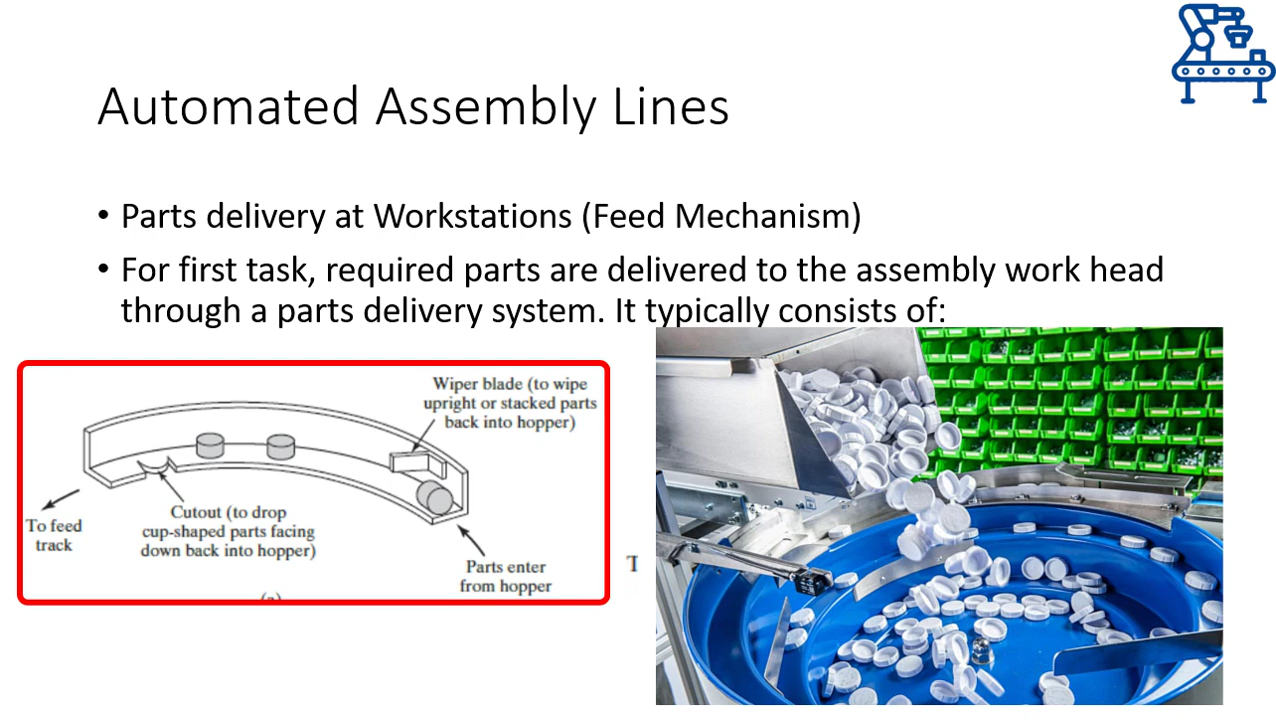 Automated Assembly Lines
• Parts delivery at Workstations (Feed Mechanism)
• For first task, required parts are delivered to the assembly work head
through a parts delivery system. It typically consists of:
Wiper blade (to wipe
upright or stacked parts
back into hopper)
Cutout (to drop
cup-shaped parts facing
down back into hopper)
To feed
track
Parts enter
from hopper
T